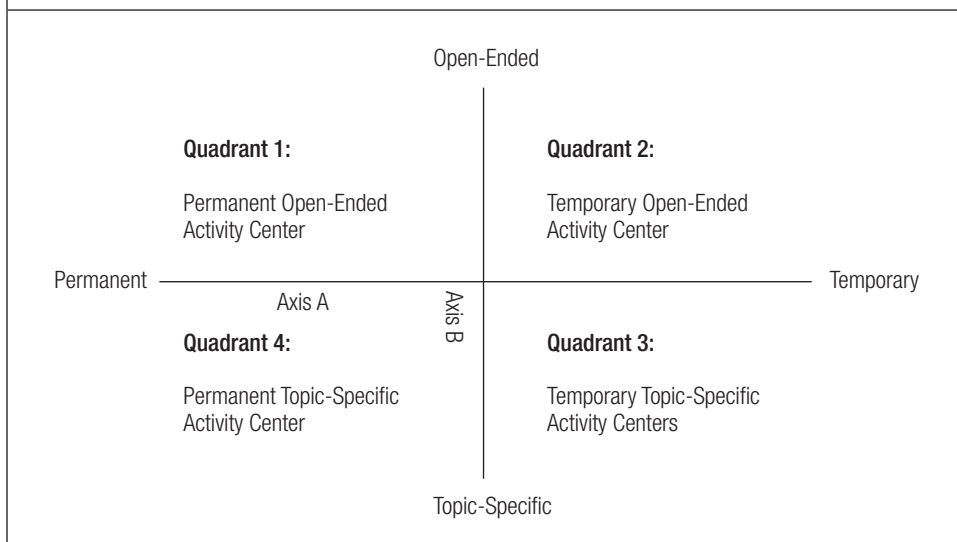 Open-Ended
Quadrant 1:
Permanent Open-Ended
Activity Center
Quadrant 2:
Temporary Open-Ended
Activity Center
Permanent
Temporary
Axis A
Axis B
Quadrant 4:
Permanent Topic-Specific
Activity Center
Quadrant 3:
Temporary Topic-Specific
Activity Centers
Topic-Specific